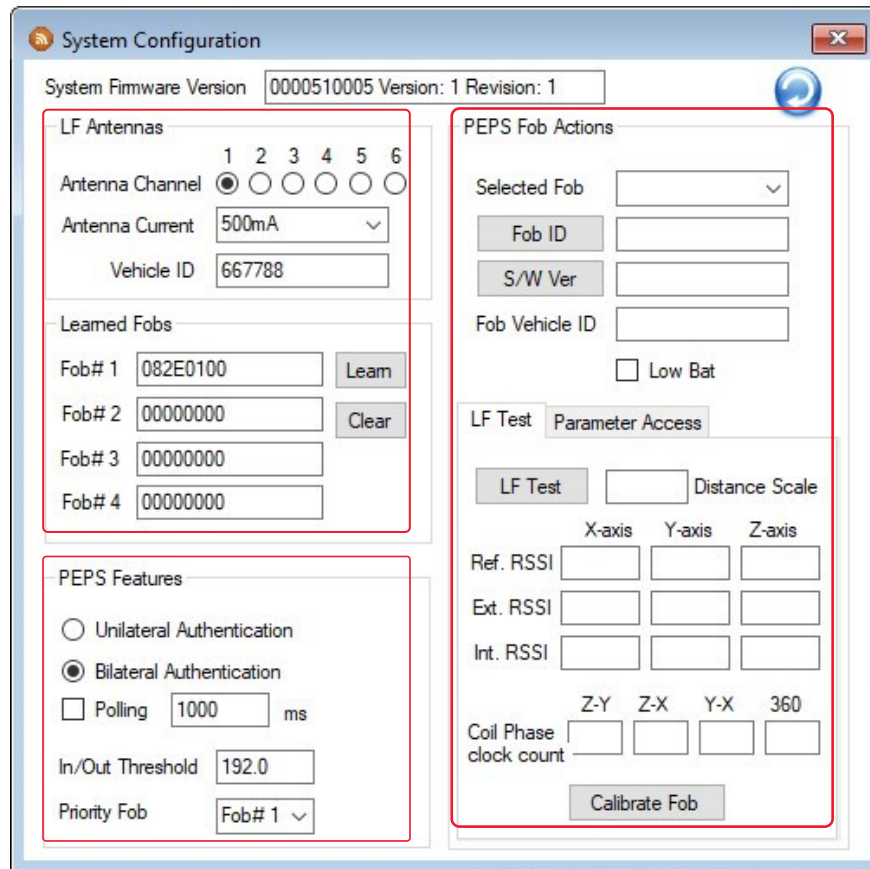 System Configuration
System Firmware Version 0000510005 Version: 1 Revision: 1
LF Antennas
1 2 3 4 5 6
Antenna Channel
Antenna Current 500mA
Vehicle ID 667788
Learned Fobs
Fob# 1 082E0100 Learn
Fob# 2 00000000 Clear
Fob# 3 00000000
Fob# 4 00000000
PEPS Features
Unilateral Authentication
Bilateral Authentication
Polling 1000 ms
In/Out Threshold 192.0
Priority Fob Fob# 1
PEPS Fob Actions
Selected Fob
Fob ID
S/W Ver
Fob Vehicle ID
Low Bat
LF Test Parameter Access
LF Test Distance Scale
X-axis Y-axis Z-axis
Ref. RSSI
Ext. RSSI
Int. RSSI
Z-Y Z-X Y-X 360
Coil Phase
clock count
Calibrate Fob